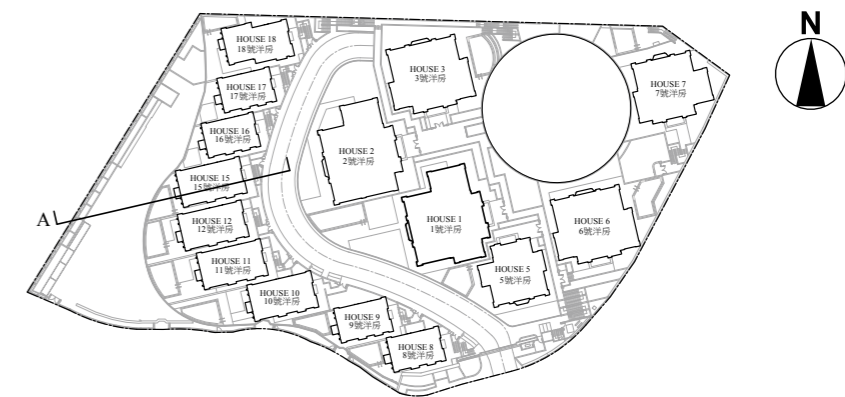 N
HOUSE 18
18號洋房
HOUSE 3
3號洋房
HOUSE 7
7號洋房
HOUSE 17
17號洋房
HOUSE 16
16號洋房
HOUSE 2
2號洋房
HOUSE 15
15號洋房
A
HOUSE 12
12號洋房
HOUSE 1
1號洋房
HOUSE 6
6號洋房
HOUSE 11
11號洋房
HOUSE 5
5號洋房
HOUSE 10
10號洋房
HOUSE 9
9號洋房
HOUSE 8
8號洋房